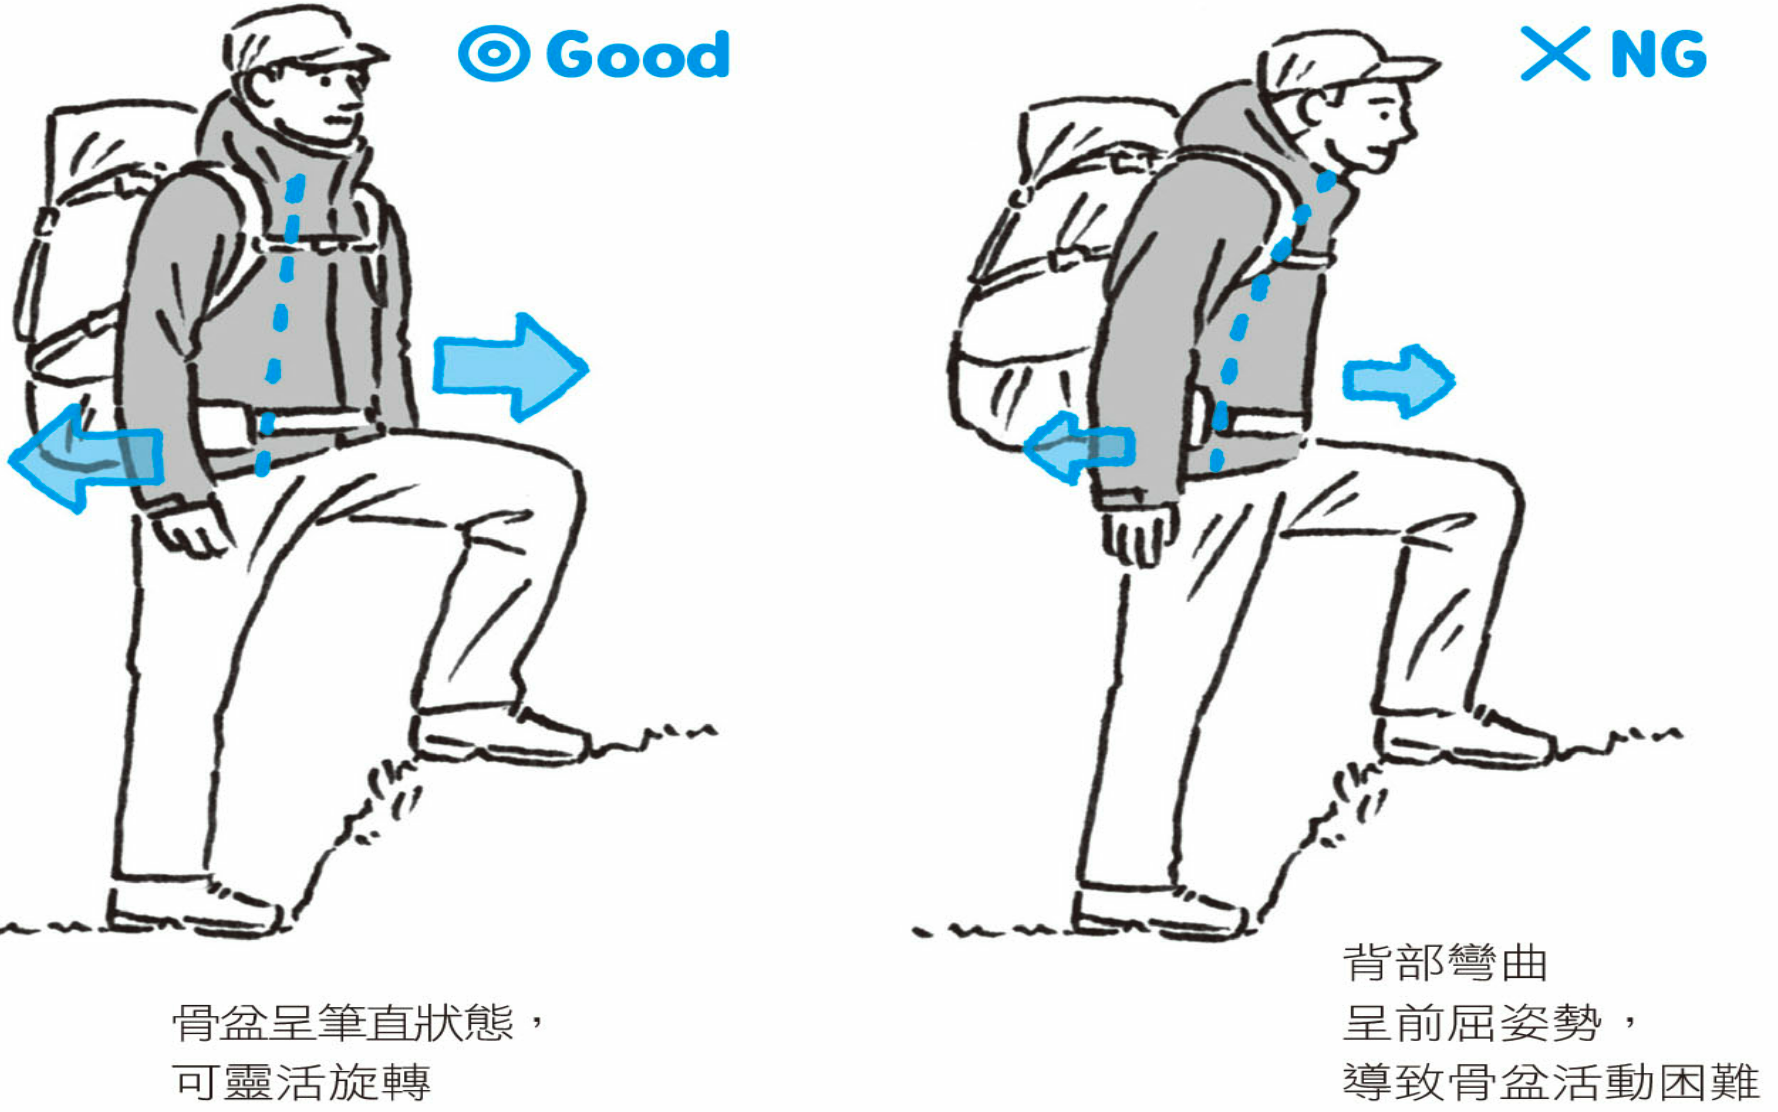 ◎ Good
× NG
骨盆呈筆直狀態，
可靈活旋轉
背部彎曲
呈前屈姿勢，
導致骨盆活動困難